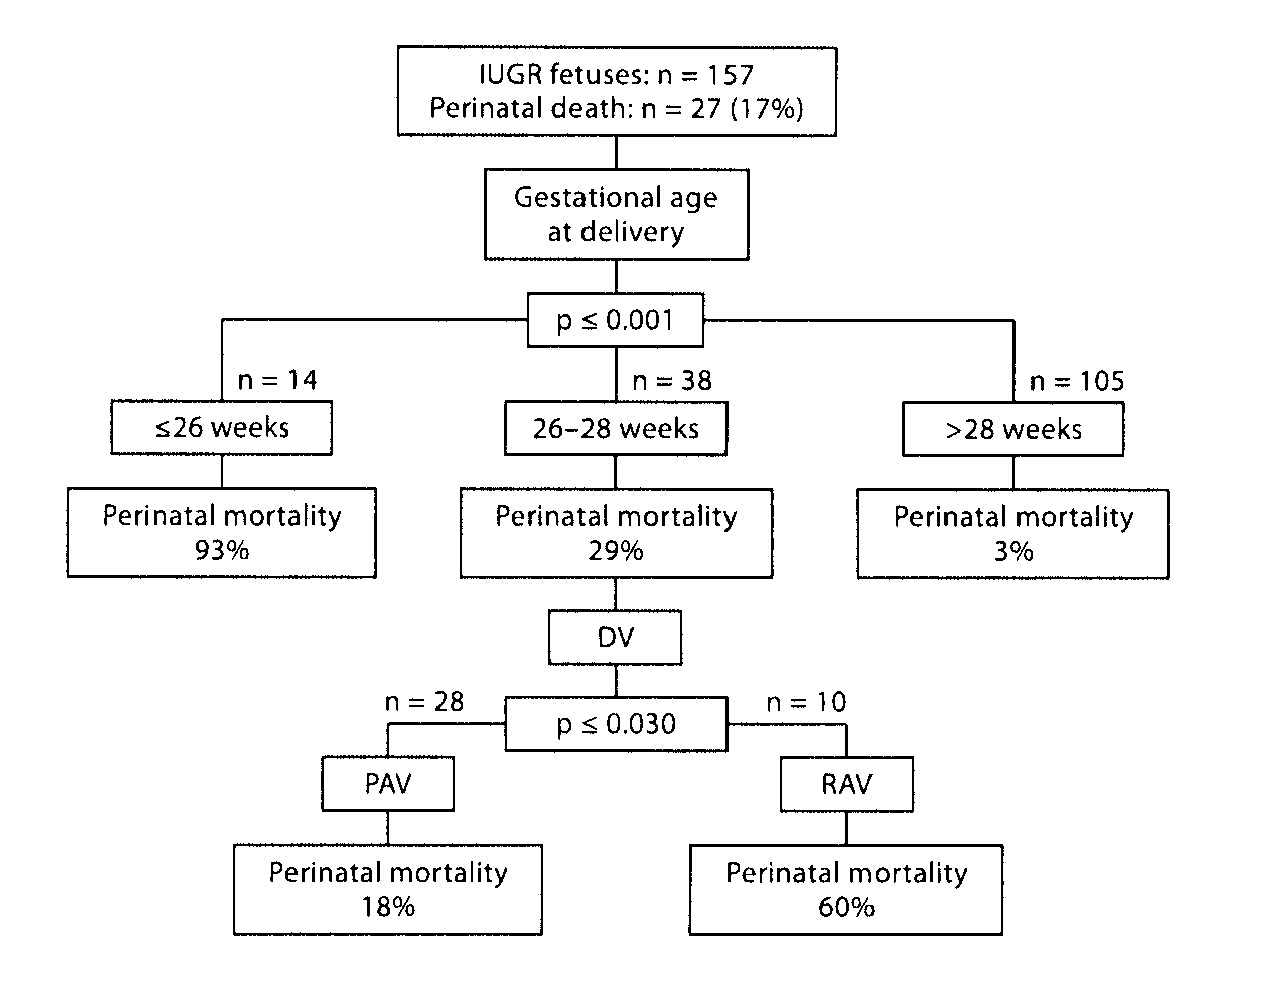 IUGR fetuses: n = 157
Perinatal death: n = 27 (17%)
Gestational age
at delivery
p ≤ 0.001
n = 14
n = 38
n = 105
≤26 weeks
26–28 weeks
>28 weeks
Perinatal mortality
93%
Perinatal mortality
29%
Perinatal mortality
3%
DV
n = 28
p ≤ 0.030
n = 10
PAV
RAV
Perinatal mortality
18%
Perinatal mortality
60%